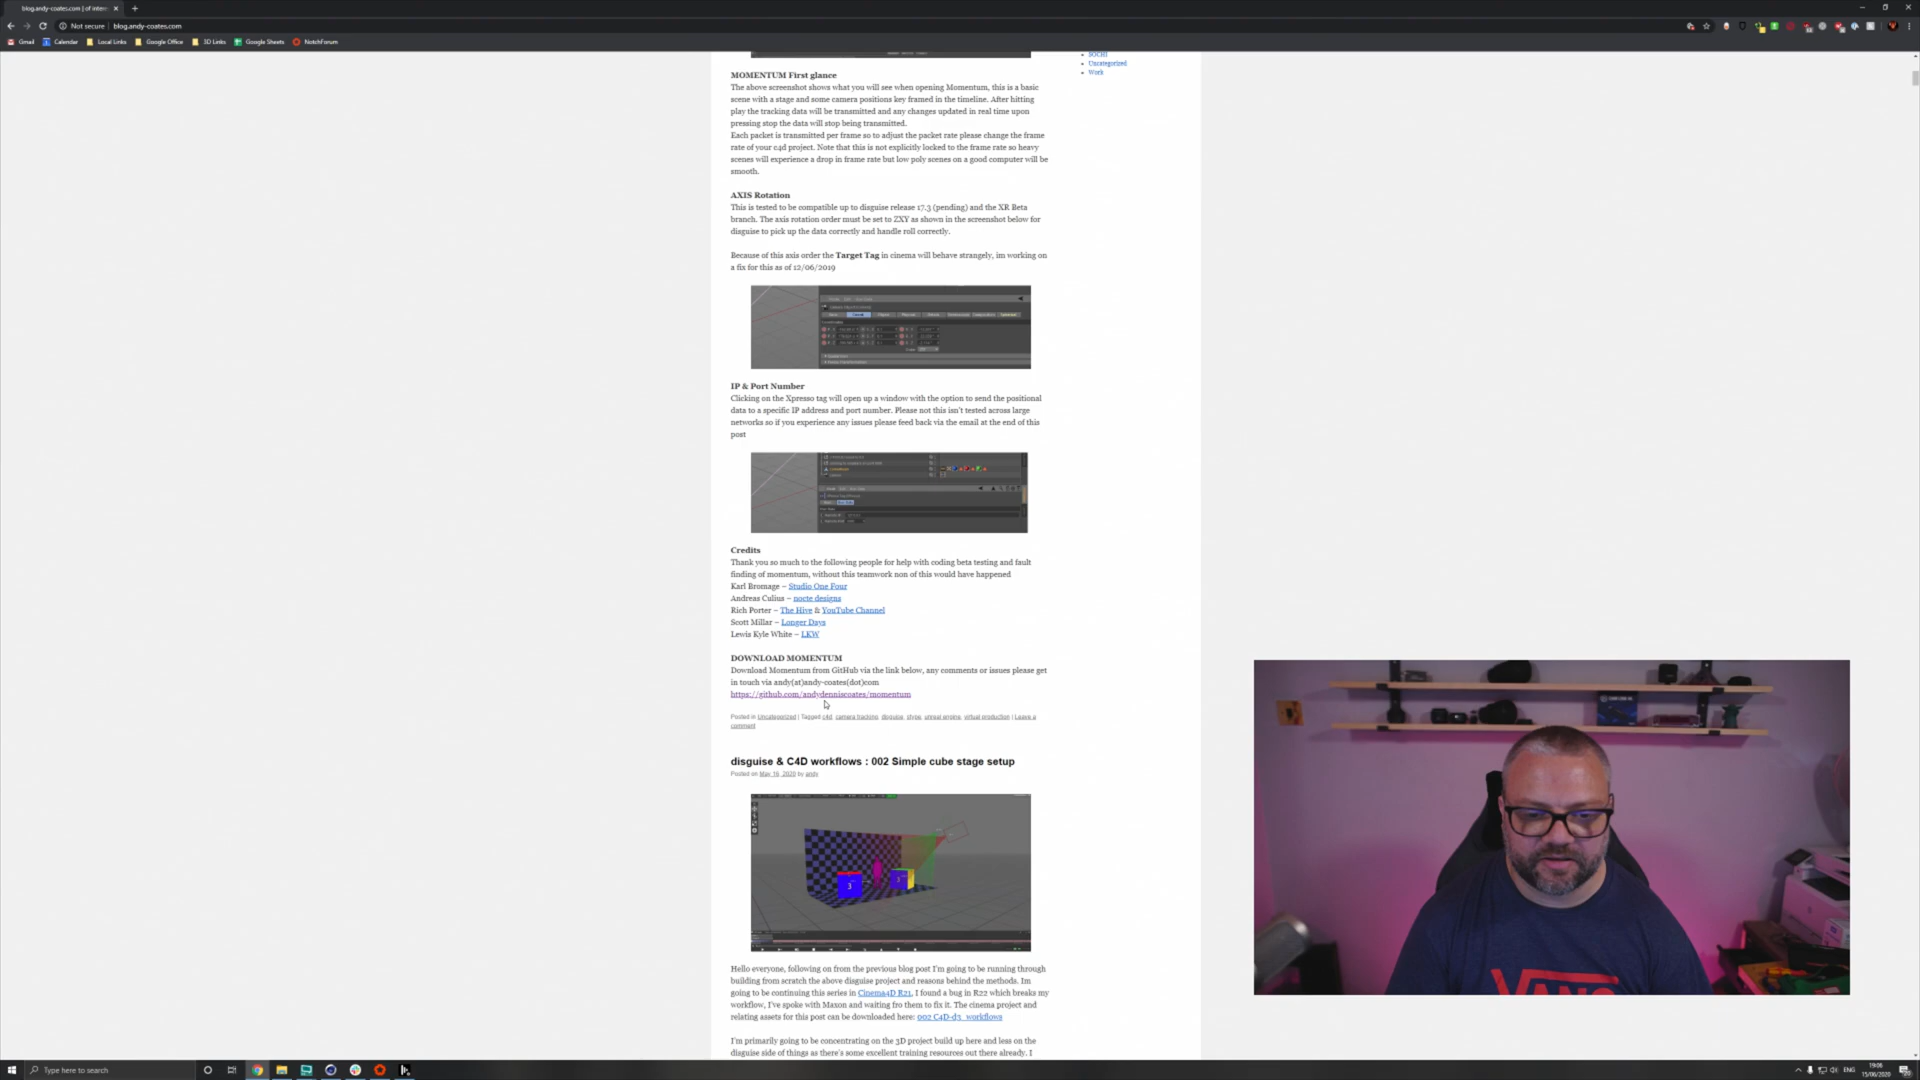 blog.andy-coates.com | of intern
Not secure | blog.andy-coates.com
Gmail Calendar Local Links Google Office 3D Links Google Sheets NotchForum
SOCHI
Uncategorized
Work
MOMENTUM First glance
The above screenshot shows what you will see when opening Momentum, this is a basic
scene with a stage and some camera positions key framed in the timeline. After hitting
play the tracking data will be transmitted and any changes updated in real time upon
pressing stop the data will stop being transmitted.
Each packet is transmitted per frame so to adjust the packet rate please change the frame
rate of your c4d project. Note that this is not explicitly locked to the frame rate so heavy
scenes will experience a drop in frame rate but low poly scenes on a good computer will be
smooth.
AXIS Rotation
This is tested to be compatible up to disguise release 17.3 (pending) and the XR Beta
branch. The axis rotation order must be set to ZXY as shown in the screenshot below for
disguise to pick up the data correctly and handle roll correctly.
Because of this axis order the Target Tag in cinema will behave strangely, im working on
a fix for this as of 12/06/2019
IP & Port Number
Clicking on the Xpresso tag will open up a window with the option to send the positional
data to a specific IP address and port number. Please not this isn't tested across large
networks so if you experience any issues please feed back via the email at the end of this
post
Credits
Thank you so much to the following people for help with coding beta testing and fault
finding of momentum, without this teamwork non of this would have happened
Karl Bromage – Studio One Four
Andreas Culius – nocte designs
Rich Porter – The Hive & YouTube Channel
Scott Millar – Longer Days
Lewis Kyle White – LKW
DOWNLOAD MOMENTUM
Download Momentum from GitHub via the link below, any comments or issues please get
in touch via andy(at)andy-coates(dot)com
https://github.com/andydenniscoates/momentum
Posted in Uncategorized | Tagged c4d, camera tracking, disguise, stype, unreal engine, virtual production | Leave a
comment
disguise & C4D workflows : 002 Simple cube stage setup
Posted on May 16, 2020 by andy
3 3
Hello everyone, following on from the previous blog post I'm going to be running through
building from scratch the above disguise project and reasons behind the methods. Im
going to be continuing this series in Cinema4D R21, I found a bug in R22 which breaks my
workflow, I've spoke with Maxon and waiting fro them to fix it. The cinema project and
relating assets for this post can be downloaded here: 002 C4D-d3_workflows
I'm primarily going to be concentrating on the 3D project build up here and less on the
disguise side of things as there's some excellent training resources out there already. I
VANS
Type here to search
ENG
19:06
15/06/2020